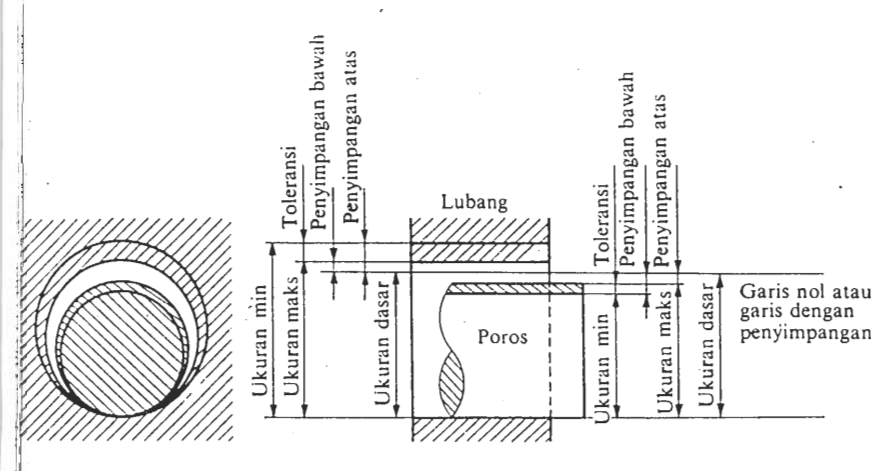 Toleransi
Penyimpangan bawah
Penyimpangan atas
Lubang
Toleransi
Penyimpangan bawah
Penyimpangan atas
Ukuran min
Ukuran maks
Ukuran dasar
Poros
Ukuran min
Ukuran maks
Ukuran dasar
Garis nol atau
garis dengan
penyimpangan